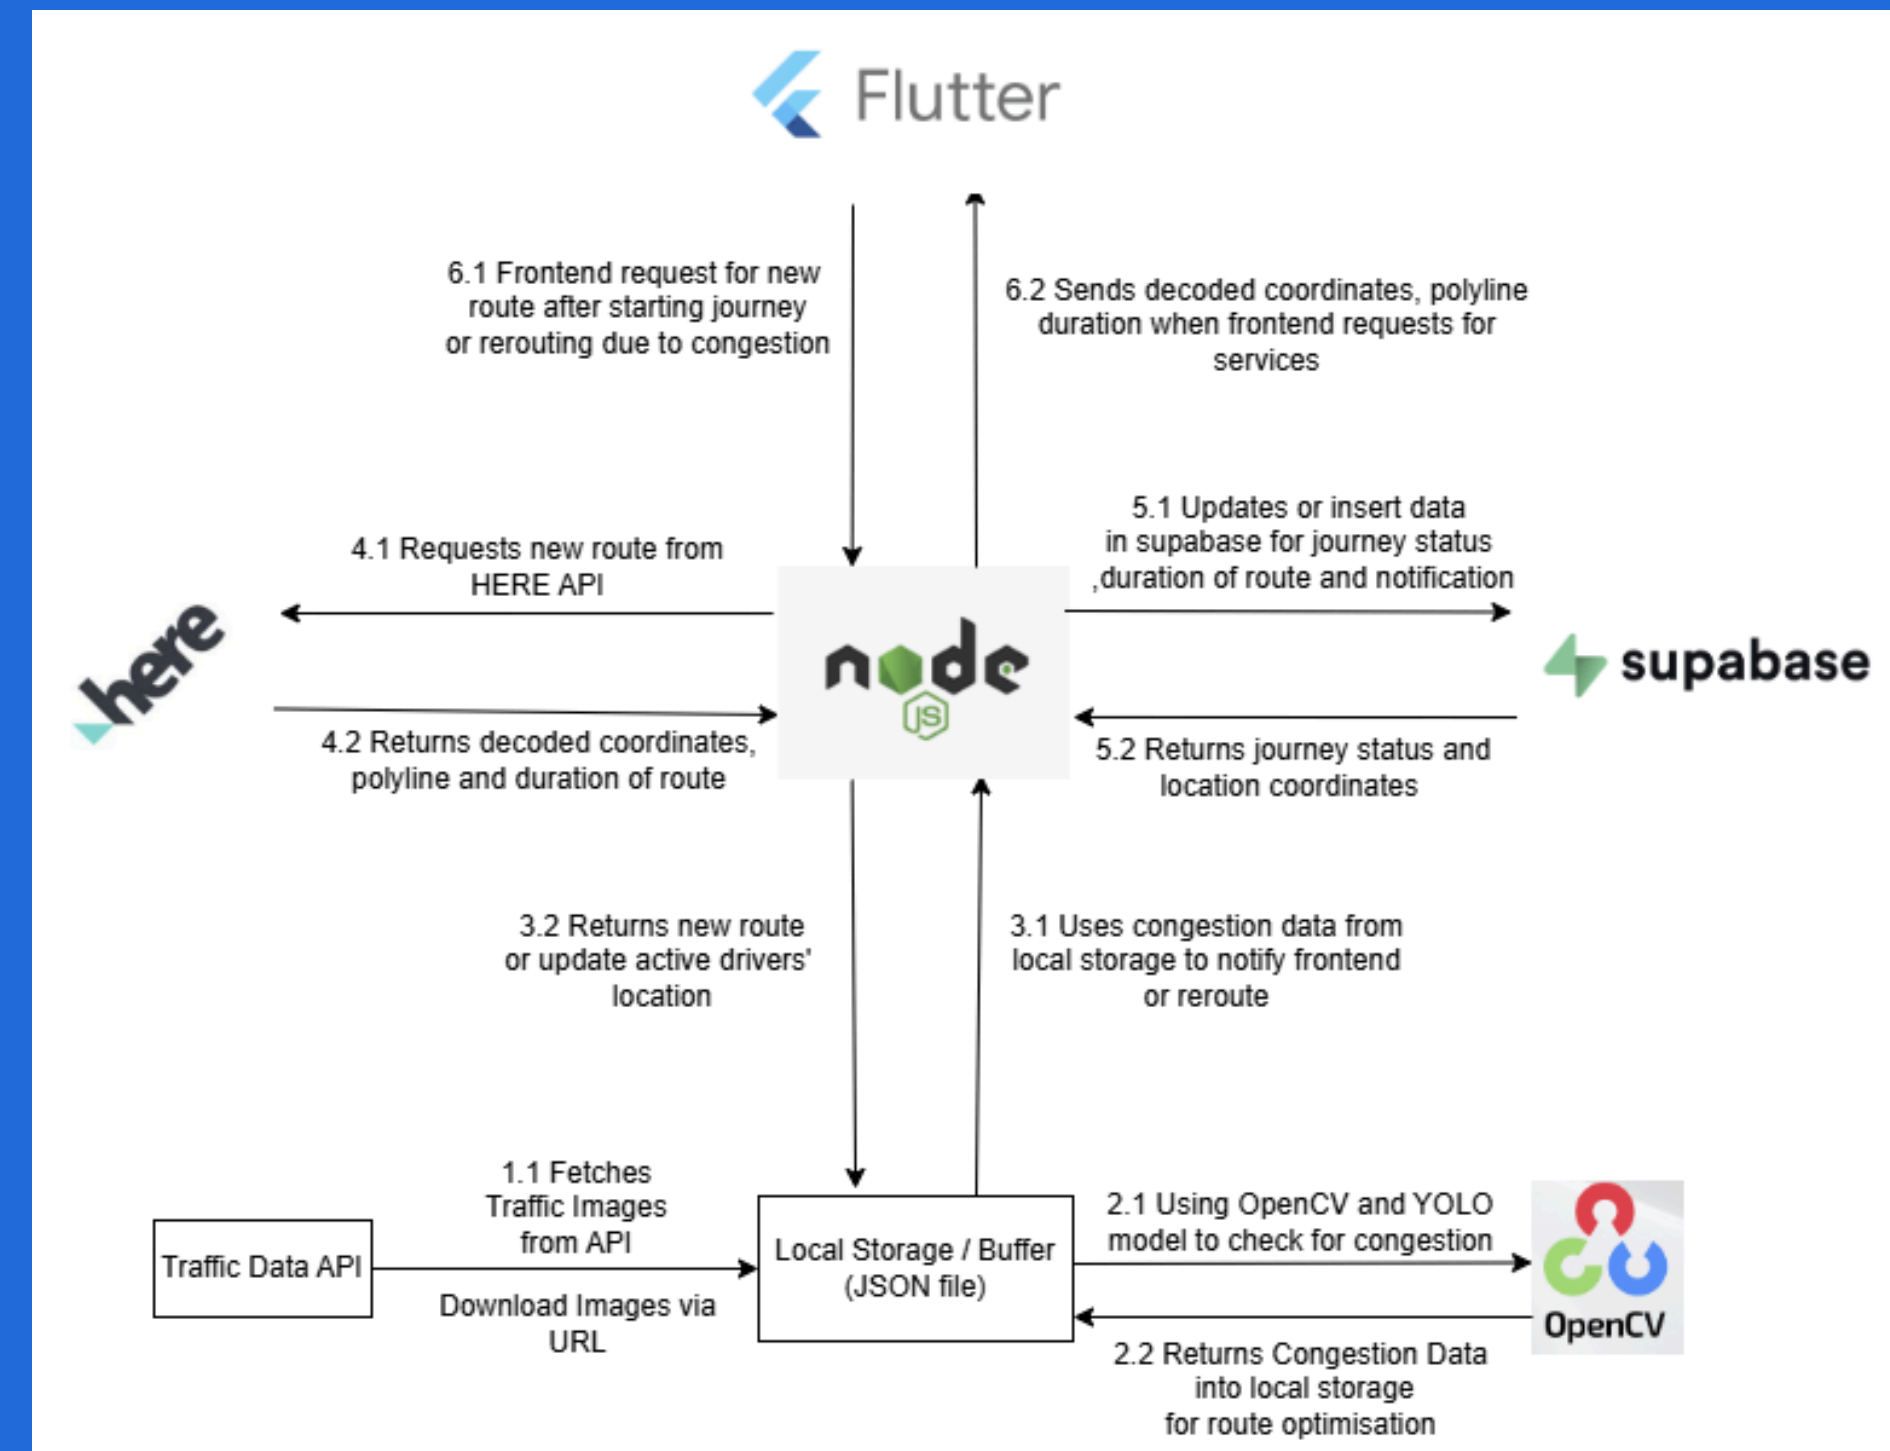 Flutter
6.1 Frontend request for new
route after starting journey
or rerouting due to congestion
6.2 Sends decoded coordinates, polyline
duration when frontend requests for
services
4.1 Requests new route from
HERE API
5.1 Updates or insert data
in supabase for journey status
,duration of route and notification
here
node
JS
supabase
4.2 Returns decoded coordinates,
polyline and duration of route
5.2 Returns journey status and
location coordinates
3.2 Returns new route
or update active drivers'
location
3.1 Uses congestion data from
local storage to notify frontend
or reroute
Traffic Data API
1.1 Fetches
Traffic Images
from API
Download Images via
URL
Local Storage / Buffer
(JSON file)
2.1 Using OpenCV and YOLO
model to check for congestion
OpenCV
2.2 Returns Congestion Data
into local storage
for route optimisation